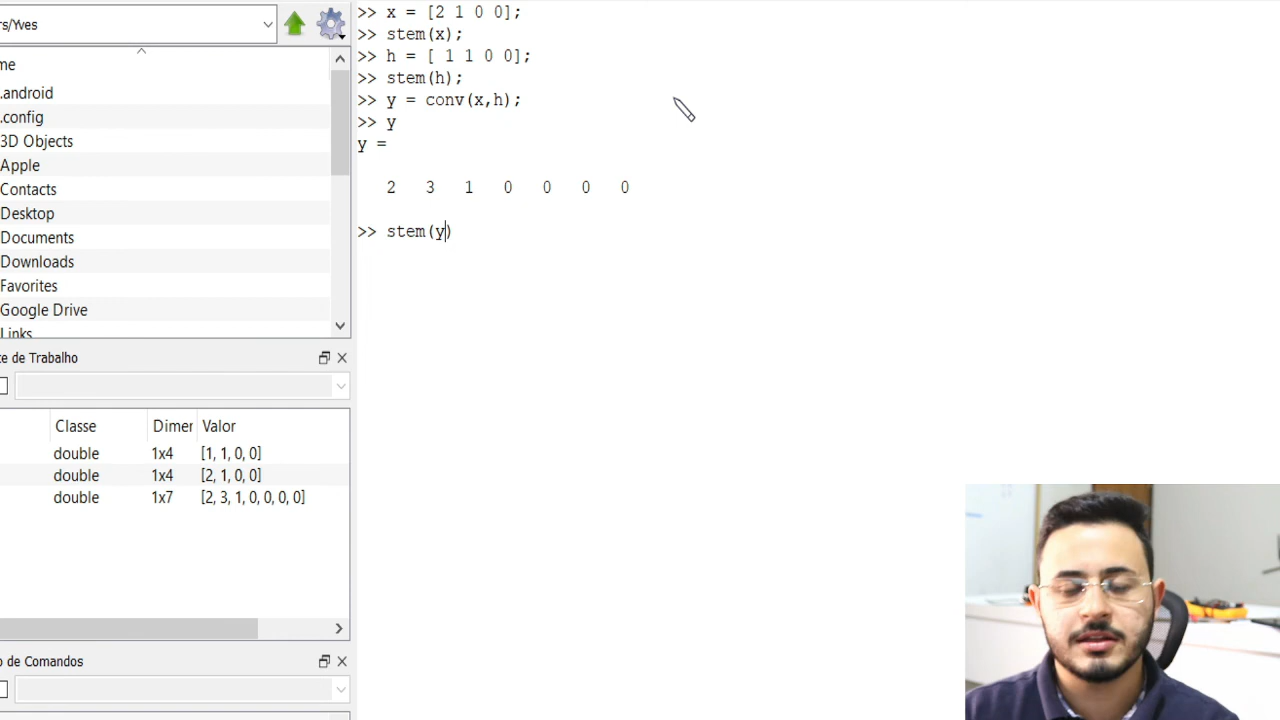 rs/Yves
me
.android
.config
3D Objects
Apple
Contacts
Desktop
Documents
Downloads
Favorites
Google Drive
Links
te de Trabalho
Classe Dimer Valor
double 1x4 [1, 1, 0, 0]
double 1x4 [2, 1, 0, 0]
double 1x7 [2, 3, 1, 0, 0, 0, 0]
o de Comandos
>> x = [2 1 0 0];
>> stem(x);
>> h = [ 1 1 0 0];
>> stem(h);
>> y = conv(x,h);
>> y
y =
2 3 1 0 0 0 0
>> stem(y)